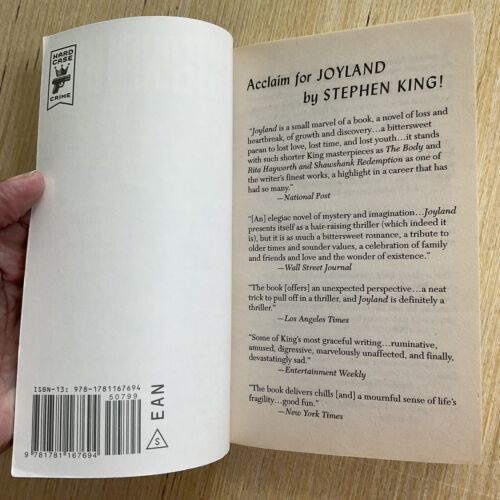 HARD
CASE
CRIME
ISBN-13: 978-1781167694
50799
EAN
S
9 781781 167694
Acclaim for JOYLAND
by STEPHEN KING!
"Joyland is a small marvel of a book, a novel of loss and
heartbreak, of growth and discovery…a bittersweet
paean to lost love, lost time, and lost youth…it stands
with such shorter King masterpieces as The Body and
Rita Hayworth and Shawshank Redemption as one of
the writer's finest works, a highlight in a career that has
had so many."
—National Post
"[An] elegiac novel of mystery and imagination…Joyland
presents itself as a hair-raising thriller (which indeed it
is), but it is as much a bittersweet romance, a tribute to
older times and sounder values, a celebration of family
and friends and love and the wonder of existence."
—Wall Street Journal
"The book [offers] an unexpected perspective…a neat
trick to pull off in a thriller, and Joyland is definitely a
thriller."
—Los Angeles Times
"Some of King's most graceful writing…ruminative,
amused, digressive, marvelously unaffected, and finally,
devastatingly sad."
—Entertainment Weekly
"The book delivers chills [and] a mournful sense of life's
fragility…good fun."
—New York Times